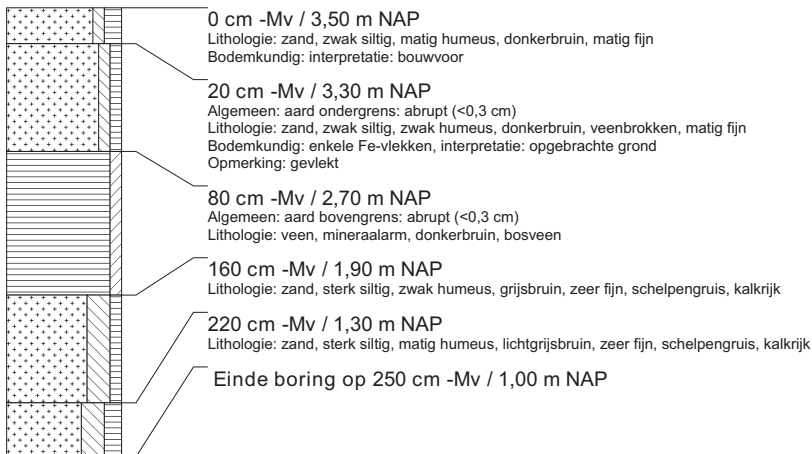 0 cm -Mv / 3,50 m NAP
Lithologie: zand, zwak siltig, matig humeus, donkerbruin, matig fijn
Bodemkundig: interpretatie: bouwvoor
20 cm -Mv / 3,30 m NAP
Algemeen: aard ondergrens: abrupt (<0,3 cm)
Lithologie: zand, zwak siltig, zwak humeus, donkerbruin, veenbrokken, matig fijn
Bodemkundig: enkele Fe-vlekken, interpretatie: opgebrachte grond
Opmerking: gevlekt
80 cm -Mv / 2,70 m NAP
Algemeen: aard bovengrens: abrupt (<0,3 cm)
Lithologie: veen, mineraalarm, donkerbruin, bosveen
160 cm -Mv / 1,90 m NAP
Lithologie: zand, sterk siltig, zwak humeus, grijsbruin, zeer fijn, schelpengruis, kalkrijk
220 cm -Mv / 1,30 m NAP
Lithologie: zand, sterk siltig, matig humeus, lichtgrijsbruin, zeer fijn, schelpengruis, kalkrijk
Einde boring op 250 cm -Mv / 1,00 m NAP